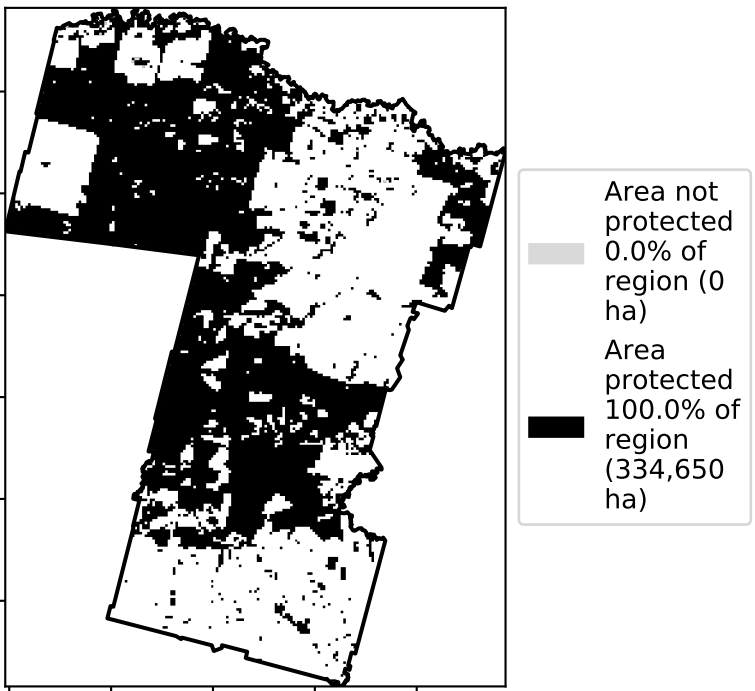 Area not
protected
0.0% of
region (0
ha)
Area
protected
100.0% of
region
(334,650
ha)